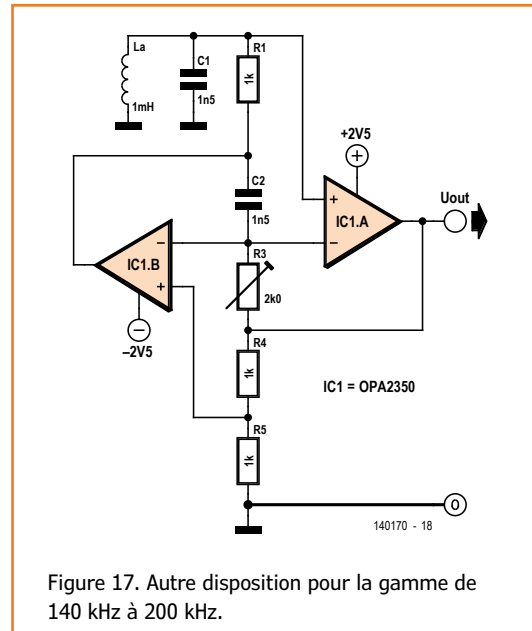 La
1mH
C1
1n5
R1
1k
+2V5
+
Uout
C2
1n5
+
IC1.A
–
–
IC1.B
+
R3
2k0
–
–2V5
R4
1k
IC1 = OPA2350
R5
1k
0
140170 - 18
Figure 17. Autre disposition pour la gamme de
140 kHz à 200 kHz.